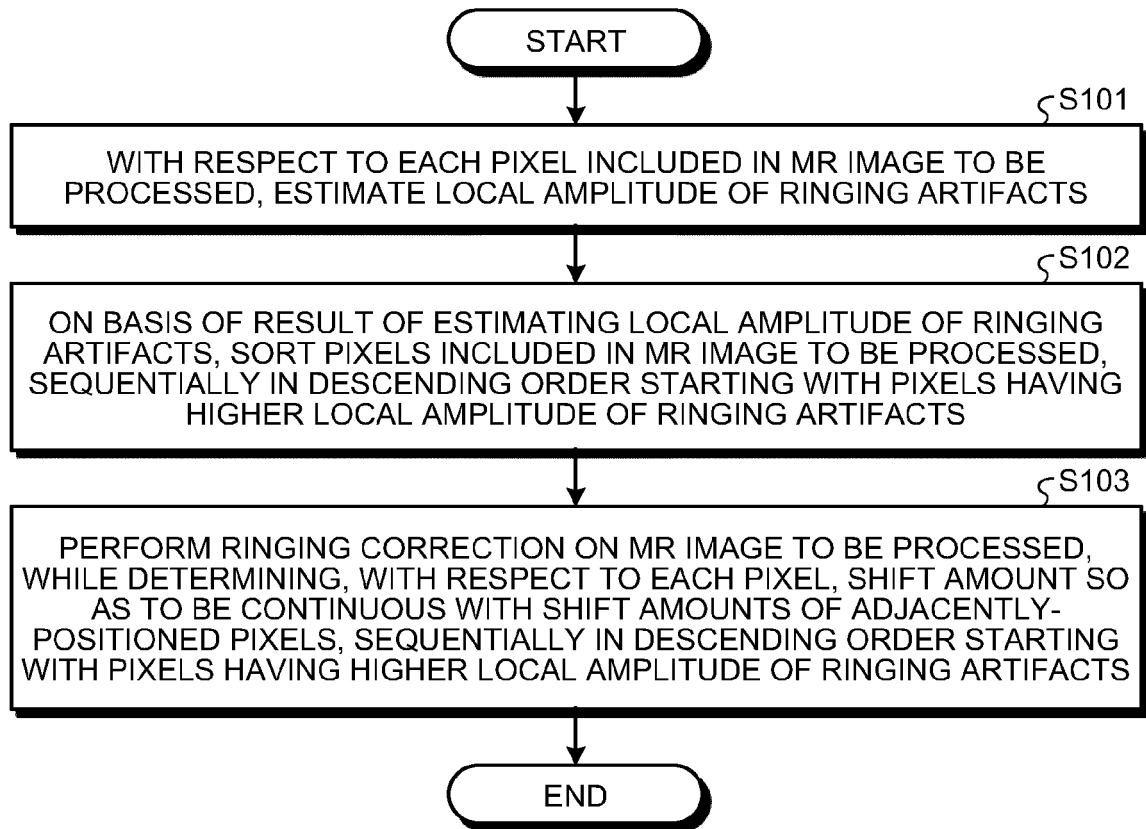 START
S101
WITH RESPECT TO EACH PIXEL INCLUDED IN MR IMAGE TO BE
PROCESSED, ESTIMATE LOCAL AMPLITUDE OF RINGING ARTIFACTS
S102
ON BASIS OF RESULT OF ESTIMATING LOCAL AMPLITUDE OF RINGING
ARTIFACTS, SORT PIXELS INCLUDED IN MR IMAGE TO BE PROCESSED,
SEQUENTIALLY IN DESCENDING ORDER STARTING WITH PIXELS HAVING
HIGHER LOCAL AMPLITUDE OF RINGING ARTIFACTS
S103
PERFORM RINGING CORRECTION ON MR IMAGE TO BE PROCESSED,
WHILE DETERMINING, WITH RESPECT TO EACH PIXEL, SHIFT AMOUNT SO
AS TO BE CONTINUOUS WITH SHIFT AMOUNTS OF ADJACENTLY-
POSITIONED PIXELS, SEQUENTIALLY IN DESCENDING ORDER STARTING
WITH PIXELS HAVING HIGHER LOCAL AMPLITUDE OF RINGING ARTIFACTS
END